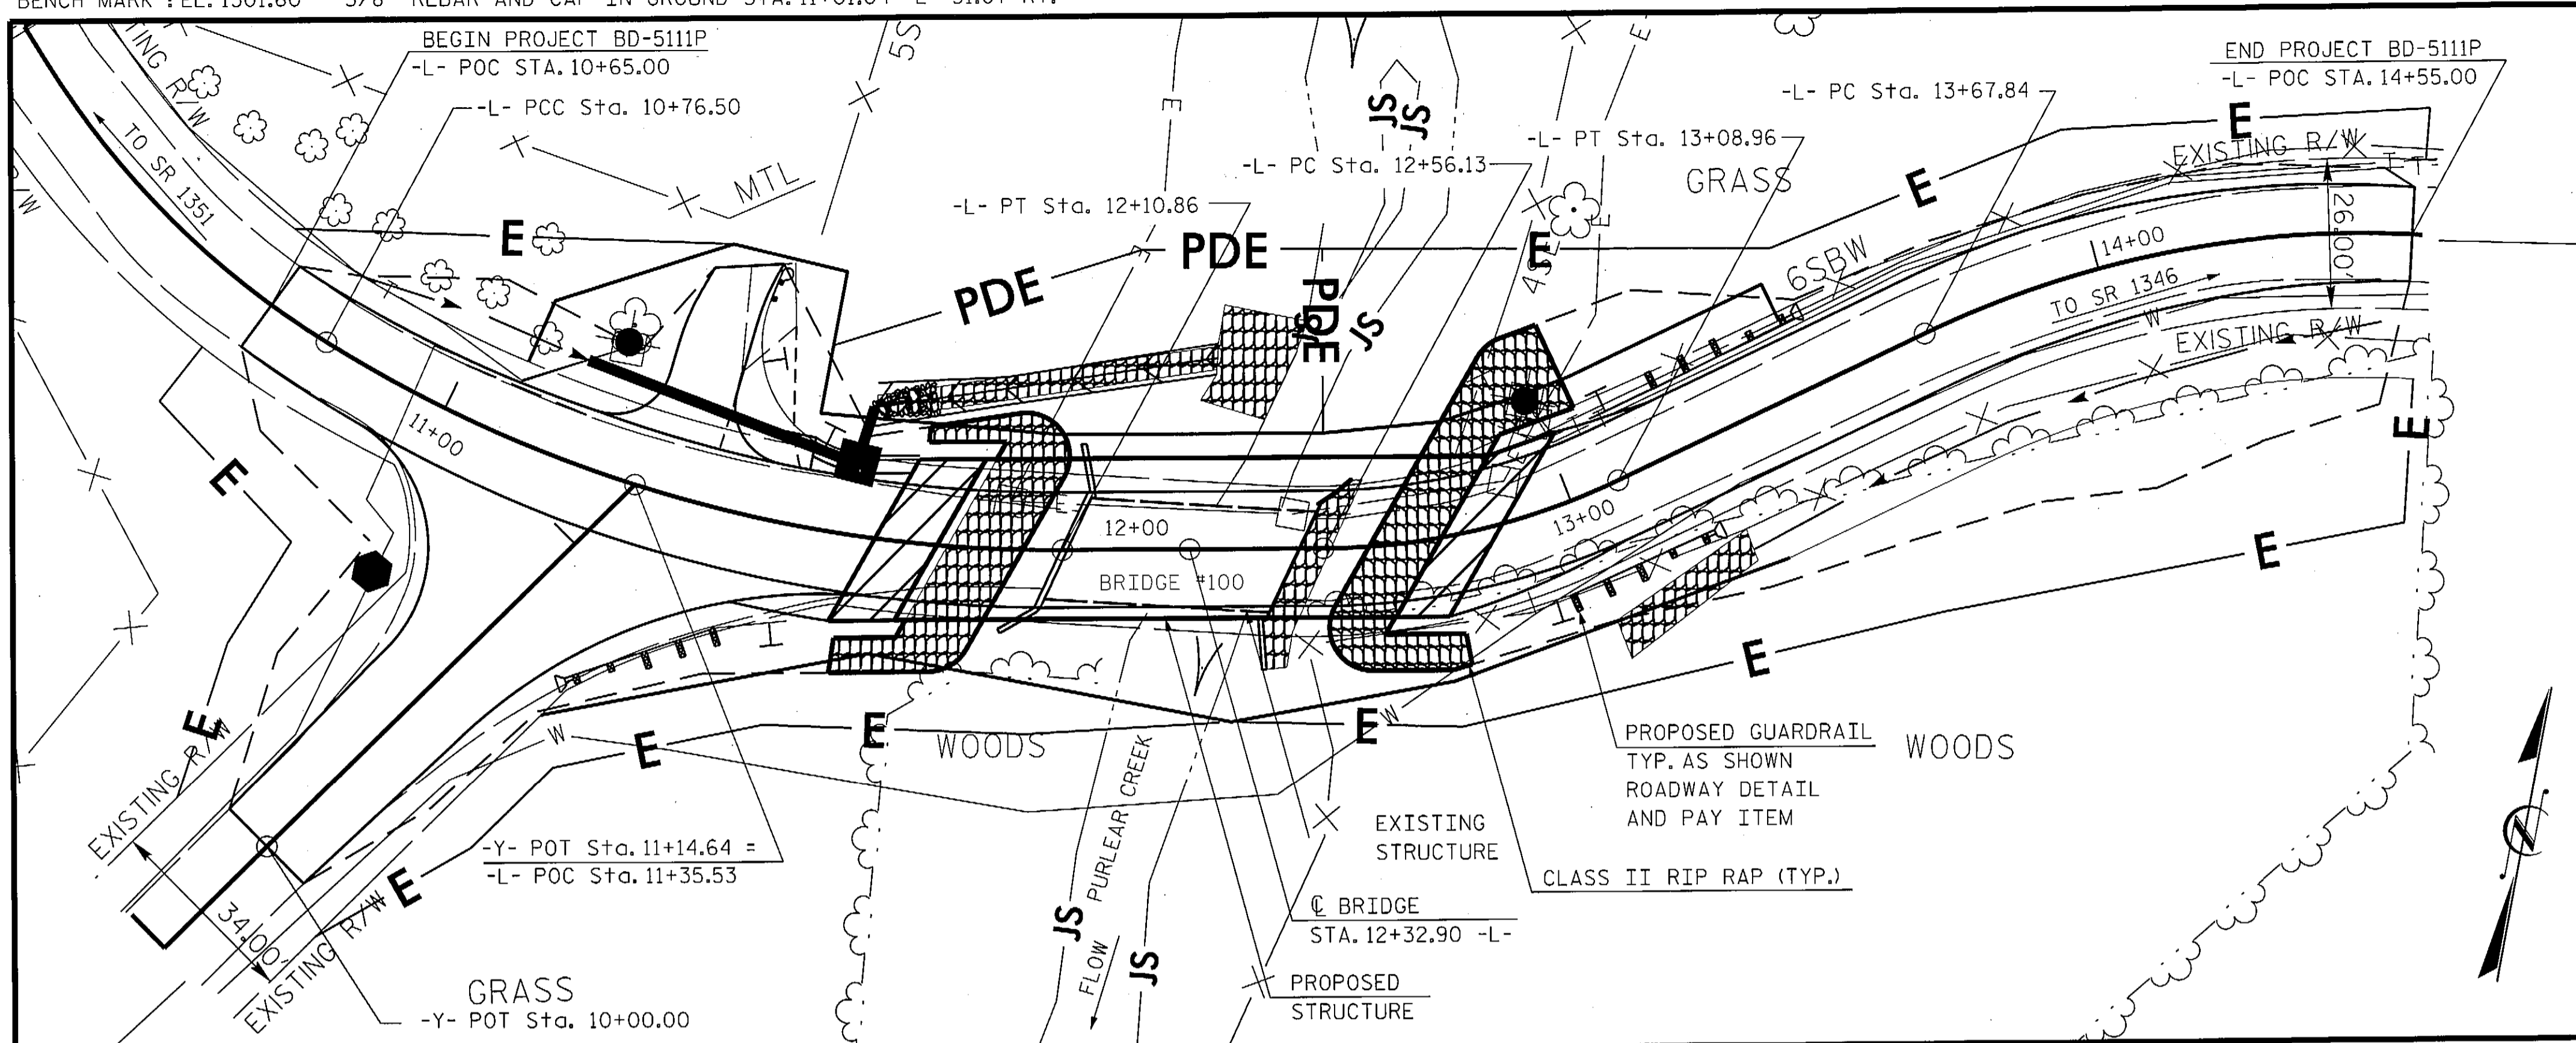 BEGIN PROJECT BD-5111P
-L- POC STA. 10+65.00
-L- PCC Sta. 10+76.50
END PROJECT BD-5111P
-L- POC STA. 14+55.00
-L- PC Sta. 13+67.84
-L- PT Sta. 13+08.96
-L- PC Sta. 12+56.13
-L- PT Sta. 12+10.86
TING R/W
R/W
TO SR 1351
MTL
5S
E
E
JS
JS
GRASS
E
E
E
E
EXISTING R/W
26.00'
14+00
TO SR 1346
W
EXISTING R/W
6SBW
PDE
PDE
PDE
E
E
E
JS
11+00
12+00
13+00
BRIDGE #100
E
E
E
E
E
E
E
E
E
W
W
WOODS
WOODS
EXISTING R/W
EXISTING R/W
34.00'
-Y- POT Sta. 11+14.64 =
-L- POC Sta. 11+35.53
GRASS
-Y- POT Sta. 10+00.00
JS
JS
FLOW
PURLEAR CREEK
PROPOSED GUARDRAIL
TYP. AS SHOWN
ROADWAY DETAIL
AND PAY ITEM
EXISTING
STRUCTURE
CLASS II RIP RAP (TYP.)
℄ BRIDGE
STA. 12+32.90 -L-
PROPOSED
STRUCTURE